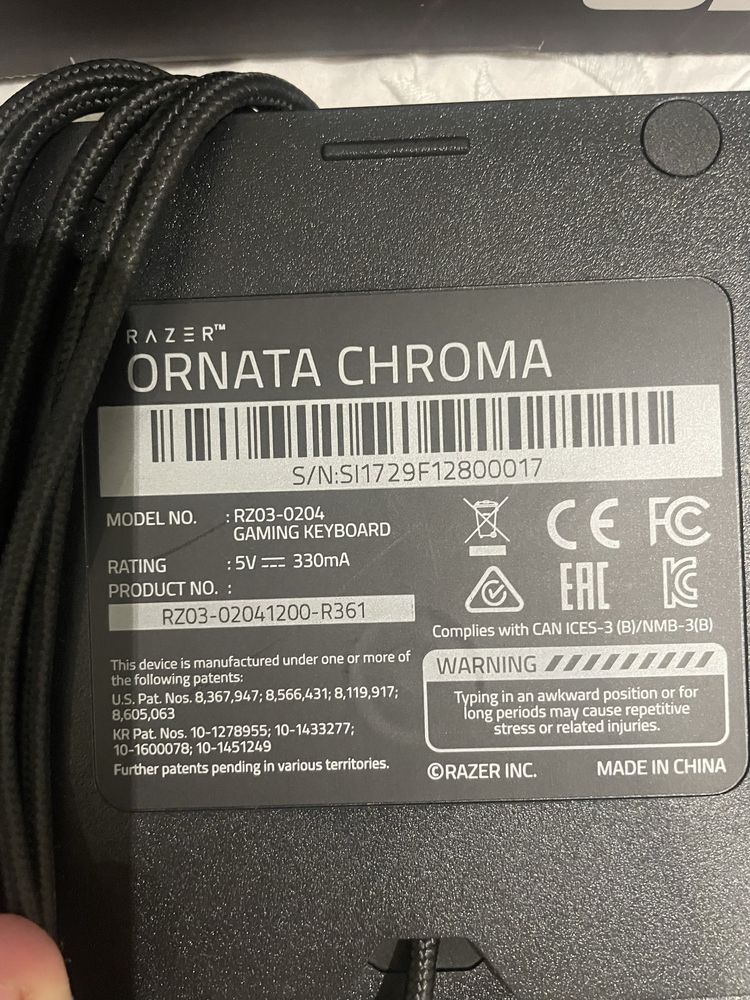 RAZER™
ORNATA CHROMA
S/N:SI1729F12800017
MODEL NO. : RZ03-0204
GAMING KEYBOARD
RATING : 5V ⎓ 330mA
PRODUCT NO. :
RZ03-02041200-R361
This device is manufactured under one or more of
the following patents:
U.S. Pat. Nos. 8,367,947; 8,566,431; 8,119,917;
8,605,063
KR Pat. Nos. 10-1278955; 10-1433277;
10-1600078; 10-1451249
Further patents pending in various territories.
CE FC
EAC KC
Complies with CAN ICES-3 (B)/NMB-3(B)
WARNING
Typing in an awkward position or for
long periods may cause repetitive
stress or related injuries.
©RAZER INC. MADE IN CHINA